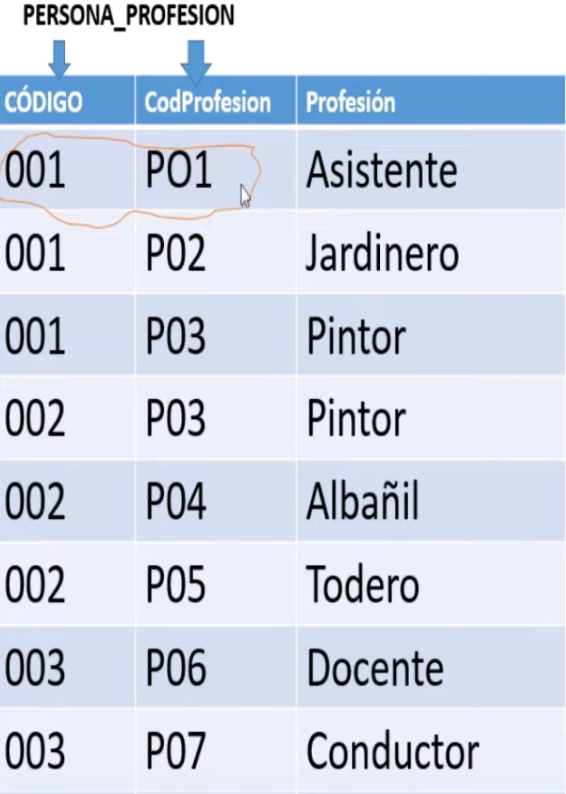 PERSONA_PROFESION
CÓDIGO CodProfesion Profesión
001 PO1 Asistente
001 P02 Jardinero
001 P03 Pintor
002 P03 Pintor
002 P04 Albañil
002 P05 Todero
003 P06 Docente
003 P07 Conductor